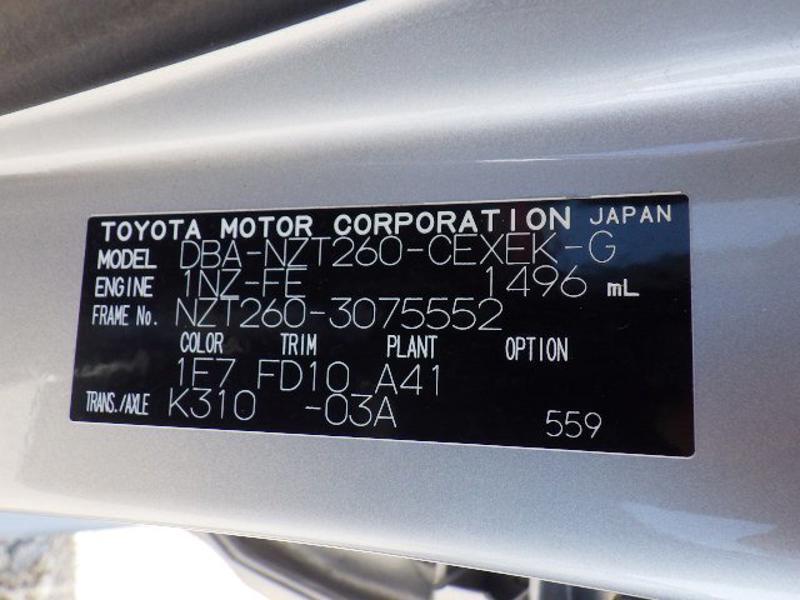 TOYOTA MOTOR CORPORATION JAPAN
MODEL DBA-NZT260-CEXEK-G
ENGINE 1NZ-FE 1496 mL
FRAME No. NZT260-3075552
COLOR TRIM PLANT OPTION
1E7 FD10 A41
TRANS./AXLE K310 -03A 559